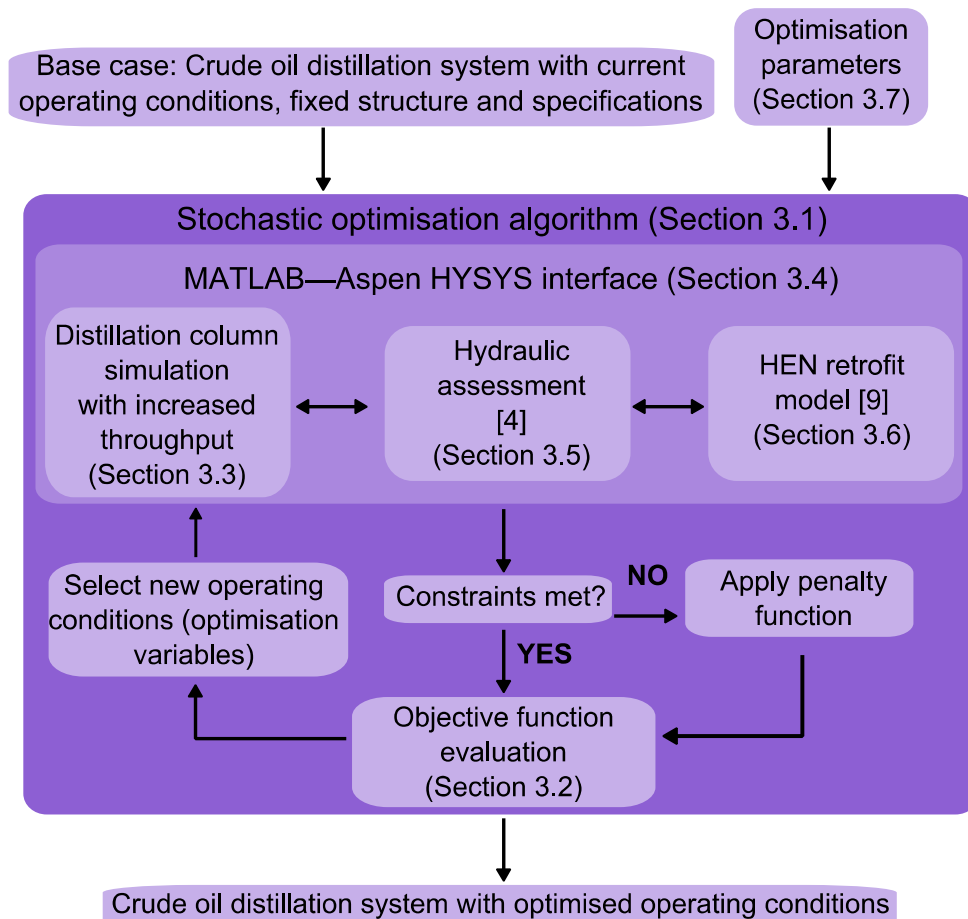 Base case: Crude oil distillation system with current
operating conditions, fixed structure and specifications
Optimisation
parameters
(Section 3.7)
Stochastic optimisation algorithm (Section 3.1)
MATLAB—Aspen HYSYS interface (Section 3.4)
Distillation column
simulation
with increased
throughput
(Section 3.3)
Hydraulic
assessment
[4]
(Section 3.5)
HEN retrofit
model [9]
(Section 3.6)
Select new operating
conditions (optimisation
variables)
Constraints met?
NO
Apply penalty
function
YES
Objective function
evaluation
(Section 3.2)
Crude oil distillation system with optimised operating conditions